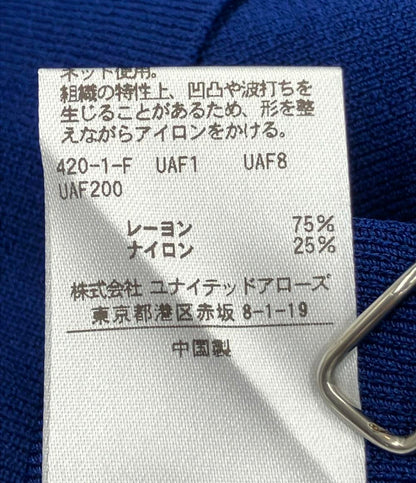 ネット使用。
組織の特性上、凹凸や波打ちを
生じることがあるため、形を整
えながらアイロンをかける。
420-1-F UAF1 UAF8
UAF200
レーヨン 75%
ナイロン 25%
株式会社 ユナイテッドアローズ
東京都港区赤坂 8-1-19
中国製